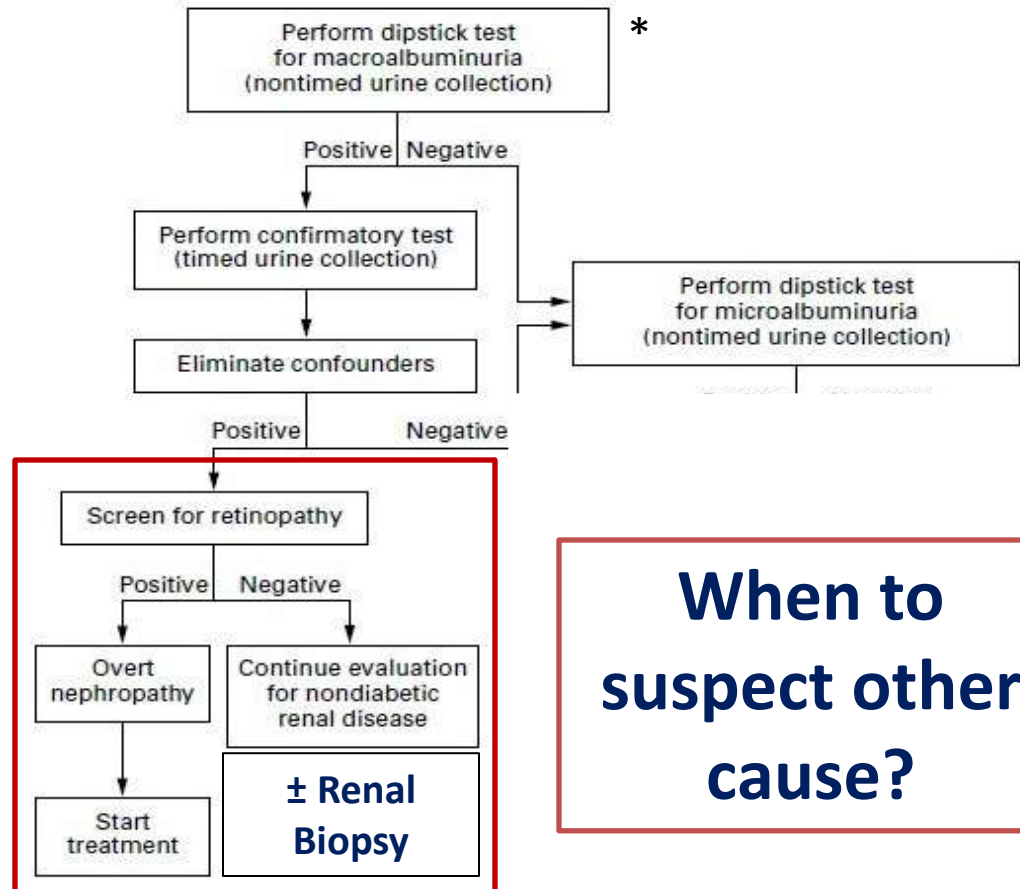 Perform dipstick test
for macroalbuminuria
(nontimed urine collection)
*
Positive Negative
Perform confirmatory test
(timed urine collection)
Perform dipstick test
for microalbuminuria
(nontimed urine collection)
Eliminate confounders
Positive Negative
Screen for retinopathy
Positive Negative
Overt
nephropathy
Continue evaluation
for nondiabetic
renal disease
Start
treatment
± Renal
Biopsy
When to
suspect other
cause?